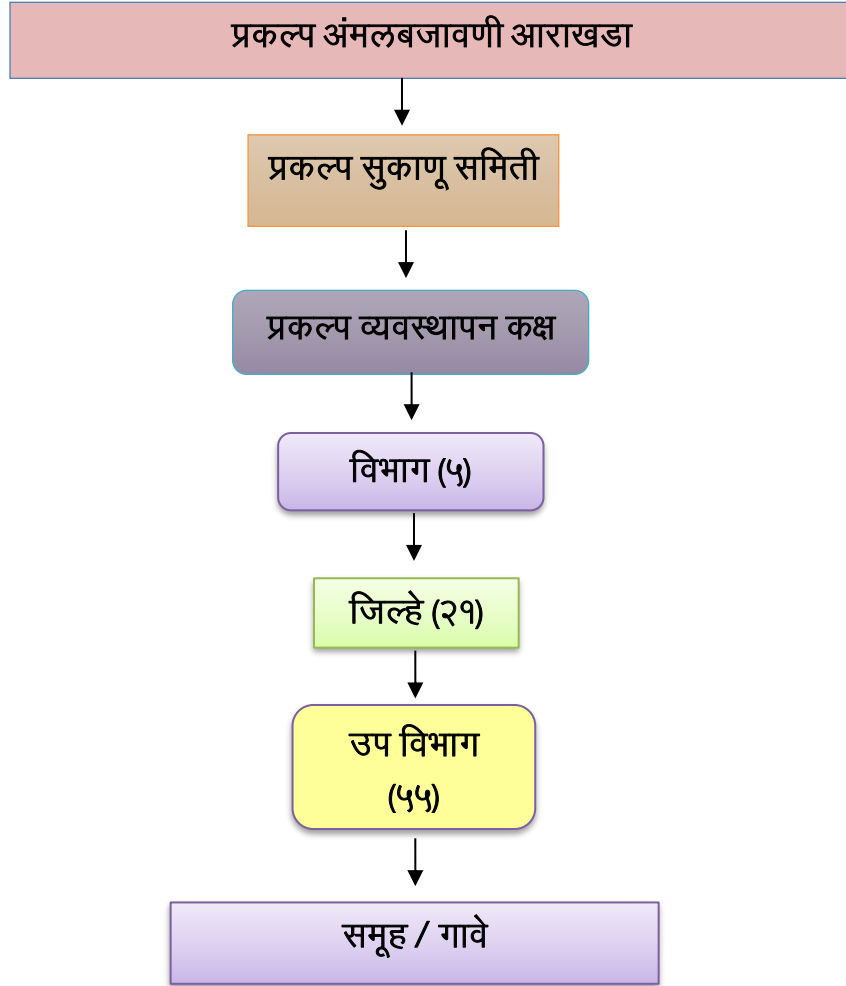 प्रकल्प अंमलबजावणी आराखडा
प्रकल्प सुकाणू समिती
प्रकल्प व्यवस्थापन कक्ष
विभाग (५)
जिल्हे (२१)
उप विभाग
(५५)
समूह / गावे